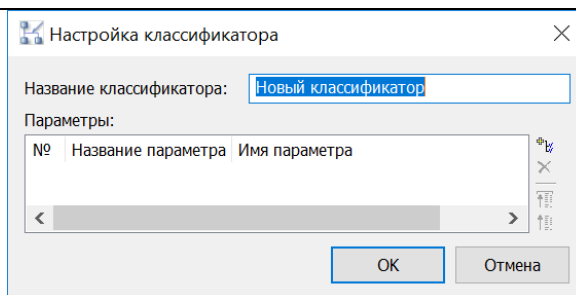 Настройка классификатора
Название классификатора: Новый классификатор
Параметры:
№ Название параметра Имя параметра
OK Отмена